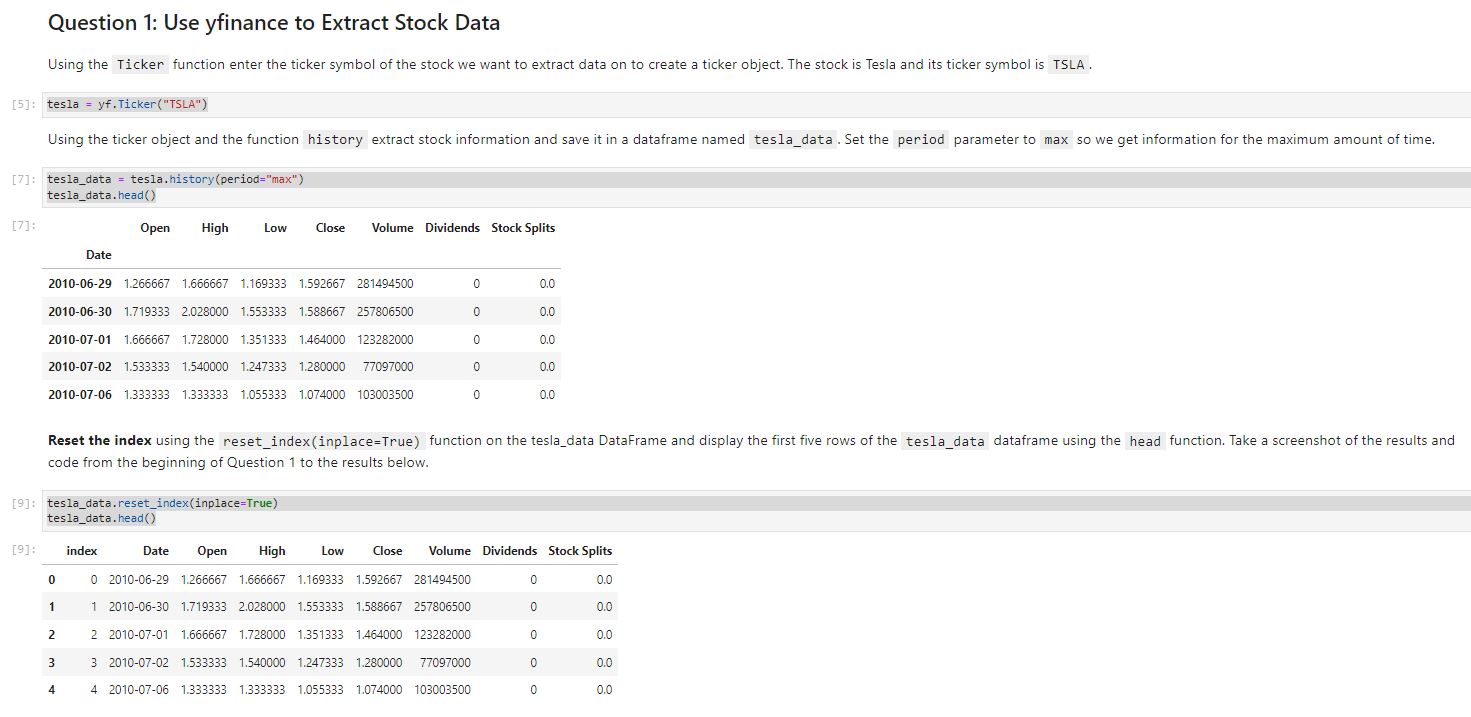 Question 1: Use yfinance to Extract Stock Data
Using the Ticker function enter the ticker symbol of the stock we want to extract data on to create a ticker object. The stock is Tesla and its ticker symbol is TSLA .
[5]: tesla = yf.Ticker("TSLA")
Using the ticker object and the function history extract stock information and save it in a dataframe named tesla_data . Set the period parameter to max so we get information for the maximum amount of time.
[7]: tesla_data = tesla.history(period="max")
tesla_data.head()
[7]: Open High Low Close Volume Dividends Stock Splits
Date
2010-06-29 1.266667 1.666667 1.169333 1.592667 281494500 0 0.0
2010-06-30 1.719333 2.028000 1.553333 1.588667 257806500 0 0.0
2010-07-01 1.666667 1.728000 1.351333 1.464000 123282000 0 0.0
2010-07-02 1.533333 1.540000 1.247333 1.280000 77097000 0 0.0
2010-07-06 1.333333 1.333333 1.055333 1.074000 103003500 0 0.0
Reset the index using the reset_index(inplace=True) function on the tesla_data DataFrame and display the first five rows of the tesla_data dataframe using the head function. Take a screenshot of the results and
code from the beginning of Question 1 to the results below.
[9]: tesla_data.reset_index(inplace=True)
tesla_data.head()
[9]: index Date Open High Low Close Volume Dividends Stock Splits
0 0 2010-06-29 1.266667 1.666667 1.169333 1.592667 281494500 0 0.0
1 1 2010-06-30 1.719333 2.028000 1.553333 1.588667 257806500 0 0.0
2 2 2010-07-01 1.666667 1.728000 1.351333 1.464000 123282000 0 0.0
3 3 2010-07-02 1.533333 1.540000 1.247333 1.280000 77097000 0 0.0
4 4 2010-07-06 1.333333 1.333333 1.055333 1.074000 103003500 0 0.0